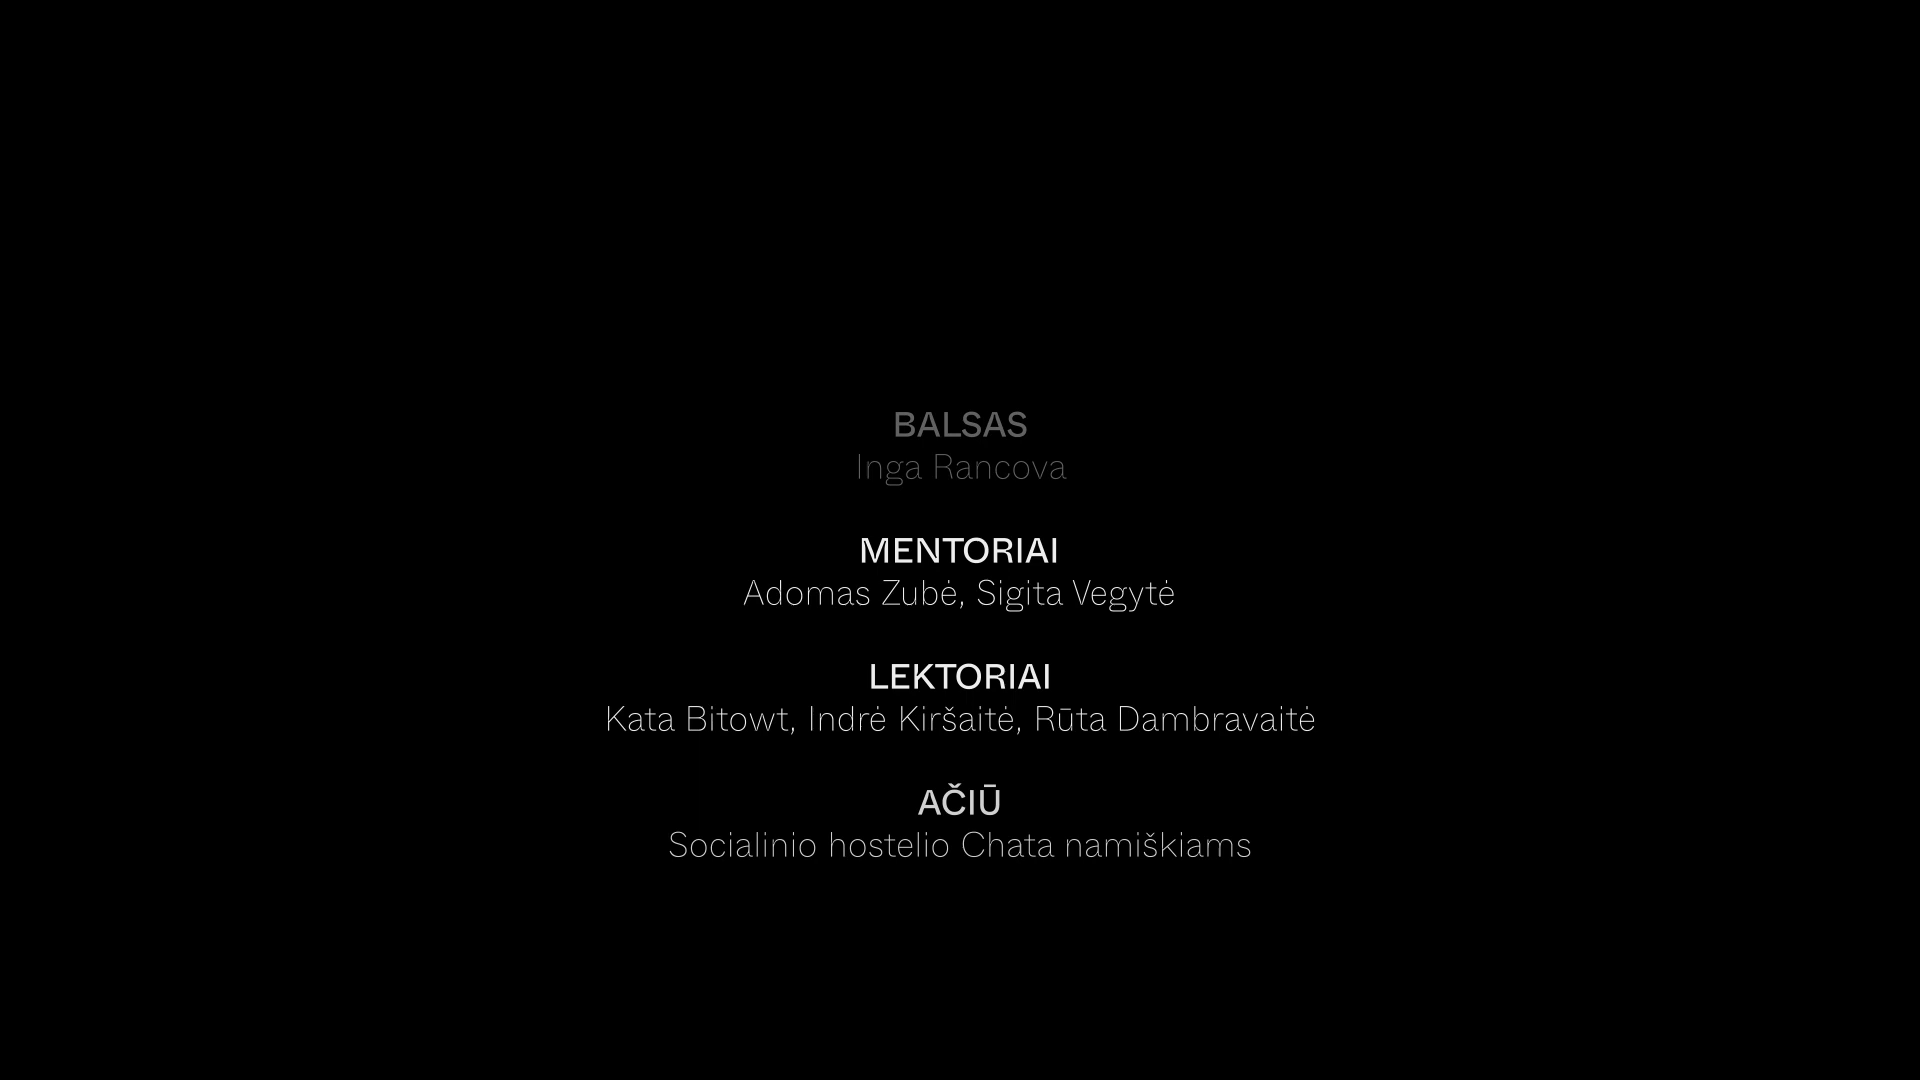 BALSAS
Inga Rancova
MENTORIAI
Adomas Zubė, Sigita Vegytė
LEKTORIAI
Kata Bitowt, Indrė Kiršaitė, Rūta Dambravaitė
AČIŪ
Socialinio hostelio Chata namiškiams